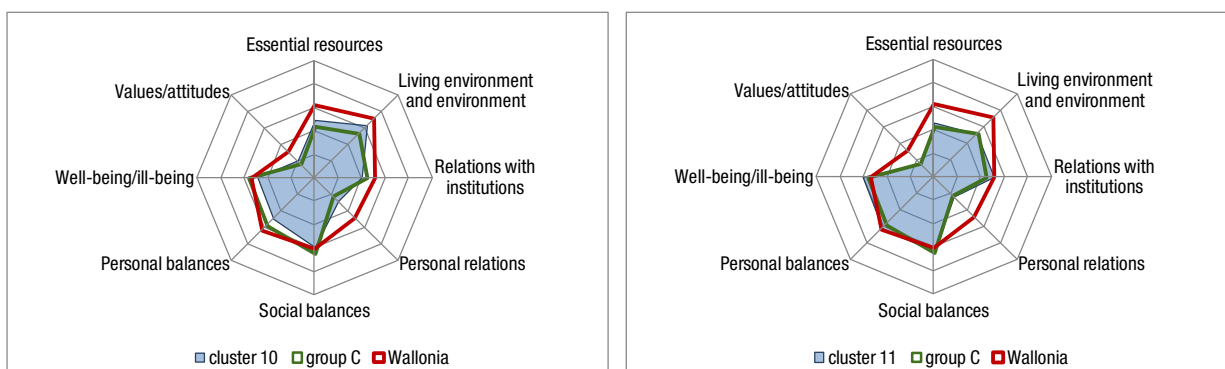 Essential resources
Values/attitudes
Living environment
and environment
Well-being/ill-being
Relations with
institutions
Personal balances
Personal relations
Social balances
cluster 10 group C Wallonia
Essential resources
Values/attitudes
Living environment
and environment
Well-being/ill-being
Relations with
institutions
Personal balances
Personal relations
Social balances
cluster 11 group C Wallonia